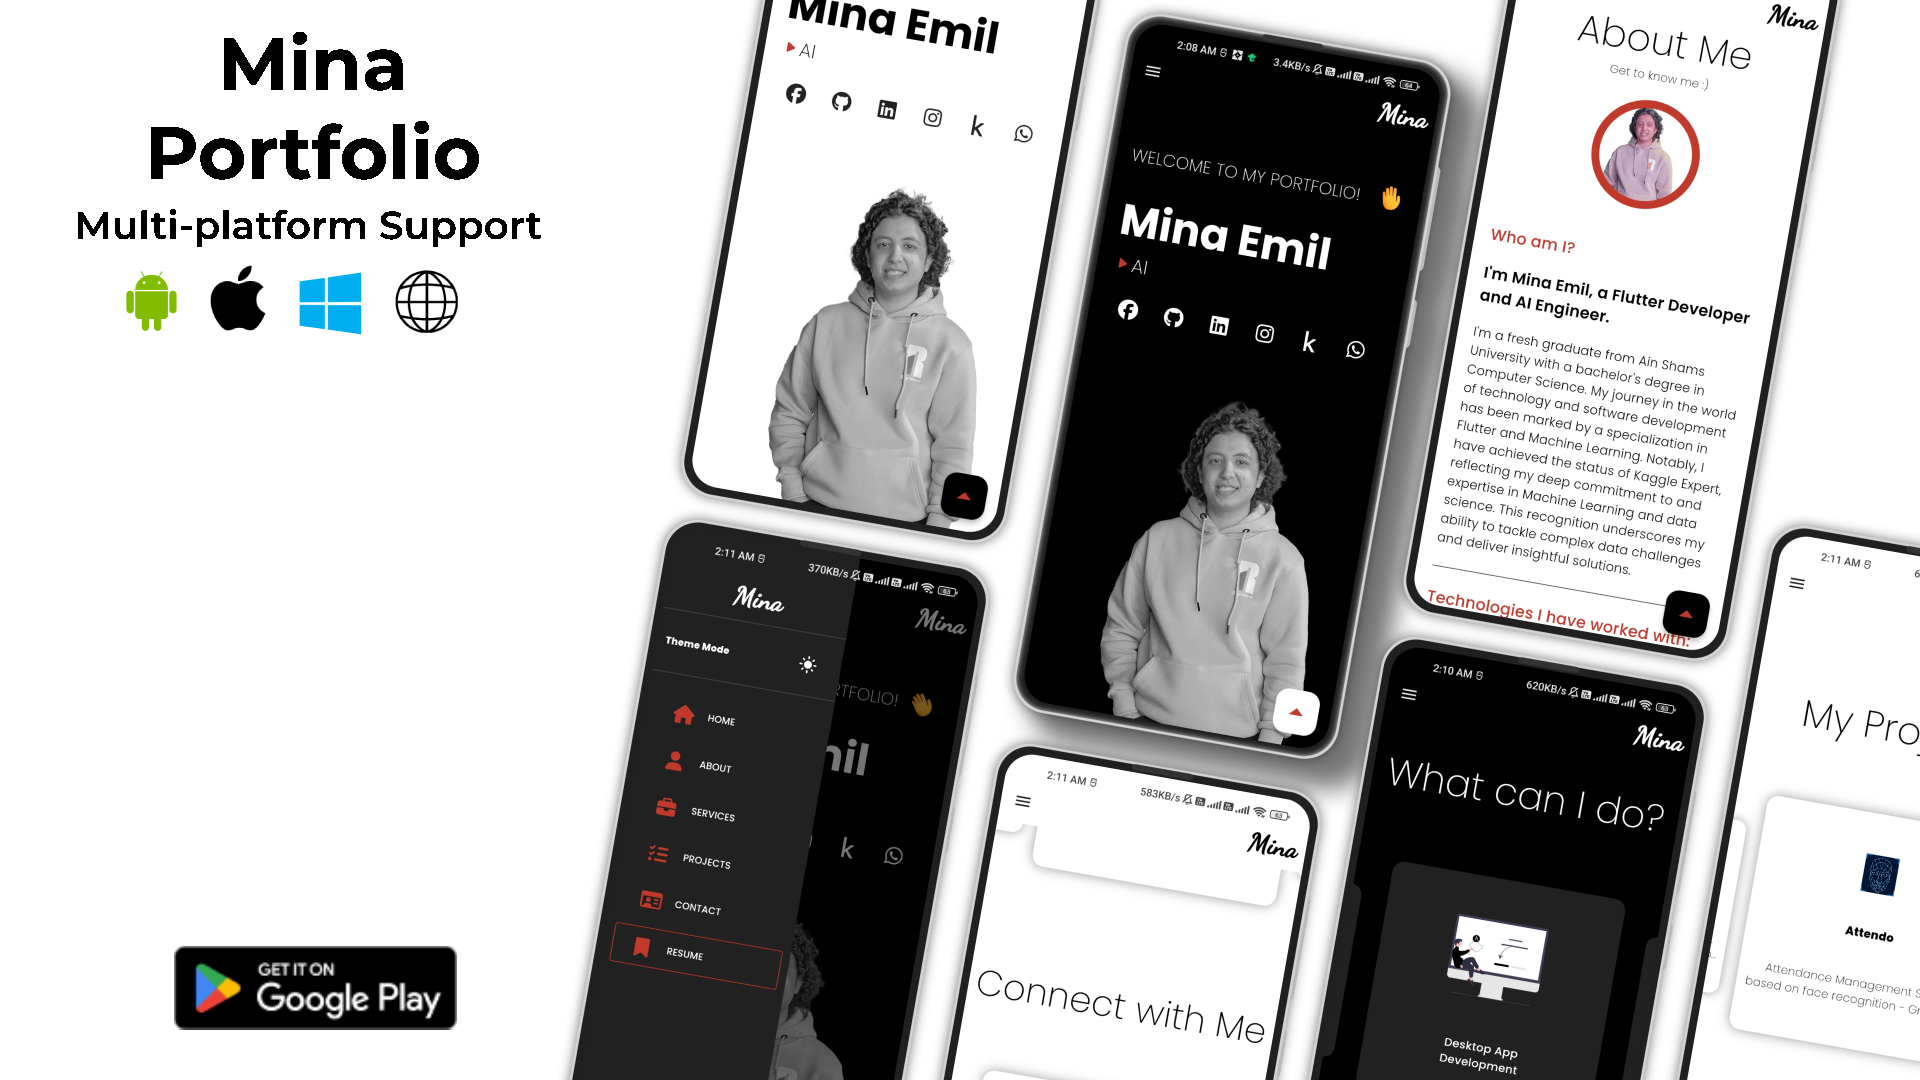 Mina
Portfolio
Multi-platform Support
GET IT ON
Google Play
Mina Emil
AI
2:08 AM
3.4KB/s
64
Mina
WELCOME TO MY PORTFOLIO!
Mina Emil
AI
Mina
About Me
Get to know me :)
Who am I?
I'm Mina Emil, a Flutter Developer
and AI Engineer.
I'm a fresh graduate from Ain Shams
University with a bachelor's degree in
Computer Science. My journey in the world
of technology and software development
has been marked by a specialization in
Flutter and Machine Learning. Notably, I
have achieved the status of Kaggle Expert,
reflecting my deep commitment to and
expertise in Machine Learning and data
science. This recognition underscores my
ability to tackle complex data challenges
and deliver insightful solutions.
Technologies I have worked with:
2:11 AM
370KB/s
63
Mina
Mina
Theme Mode
RTFOLIO!
HOME
mil
ABOUT
SERVICES
PROJECTS
CONTACT
RESUME
2:11 AM
583KB/s
63
Mina
Connect with Me
2:10 AM
620KB/s
63
Mina
What can I do?
Desktop App
Development
2:11 AM
6
My Proj
Attendo
Attendance Management S
based on face recognition - Gr